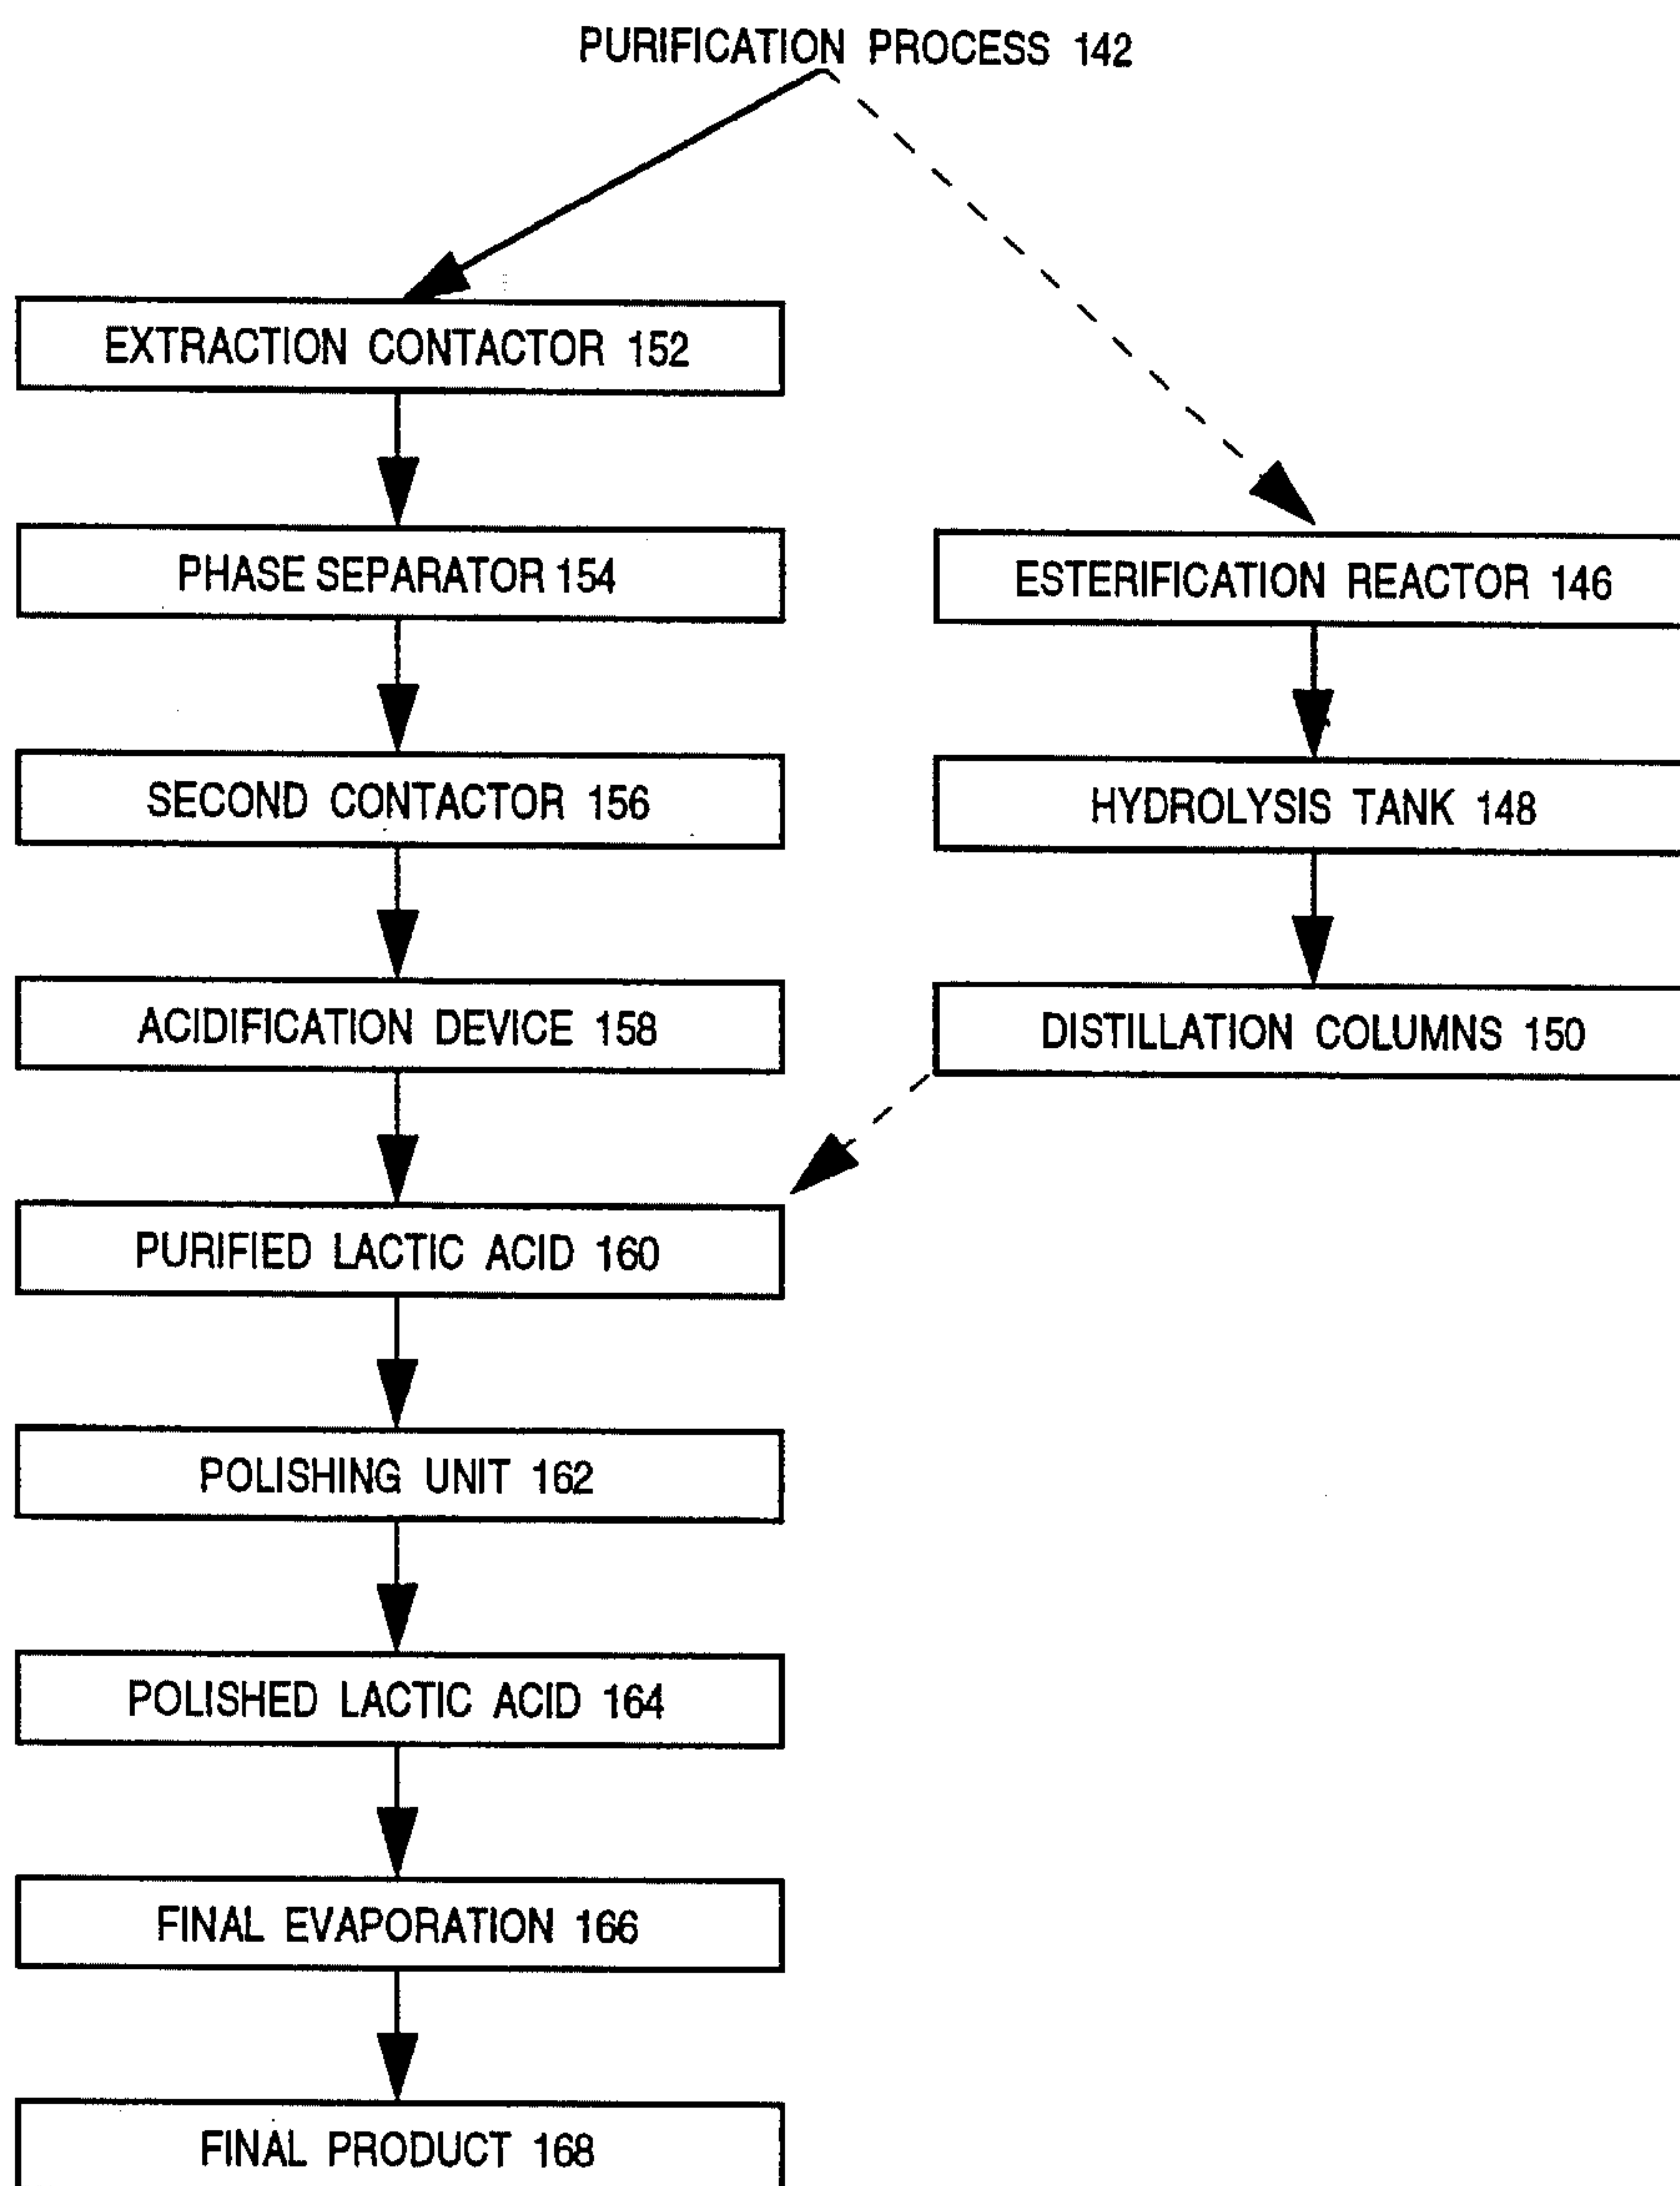 PURIFICATION PROCESS 142
EXTRACTION CONTACTOR 152
PHASE SEPARATOR 154
SECOND CONTACTOR 156
ACIDIFICATION DEVICE 158
PURIFIED LACTIC ACID 160
POLISHING UNIT 162
POLISHED LACTIC ACID 164
FINAL EVAPORATION 166
FINAL PRODUCT 168
ESTERIFICATION REACTOR 146
HYDROLYSIS TANK 148
DISTILLATION COLUMNS 150